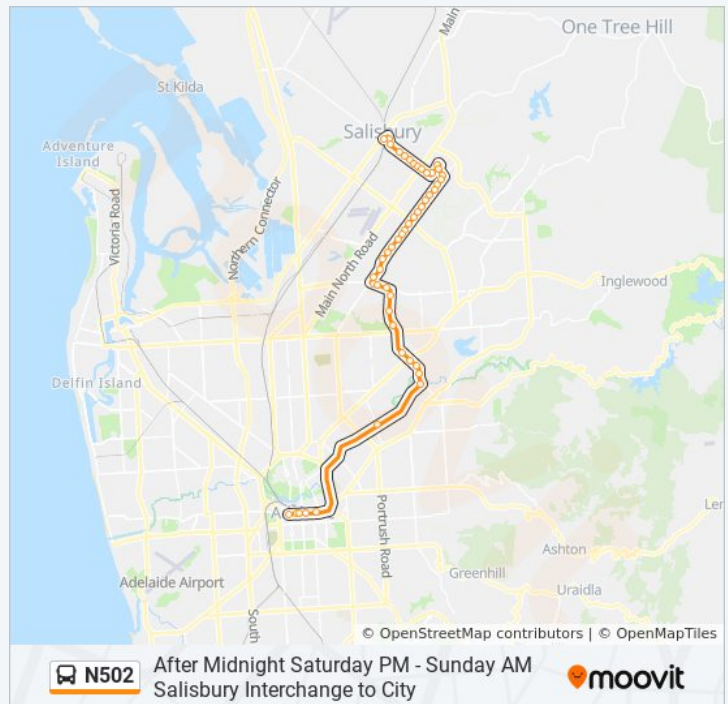 One Tree Hill
Main
St Kilda
Salisbury
Adventure
Island
Victoria Road
Northern Connector
Main North Road
Inglewood
Delfin Island
A
Portrush Road
Ler
Ashton
Greenhill
Adelaide Airport
Uraidla
South
© OpenStreetMap contributors | © OpenMapTiles
N502
After Midnight Saturday PM - Sunday AM
Salisbury Interchange to City
moovit